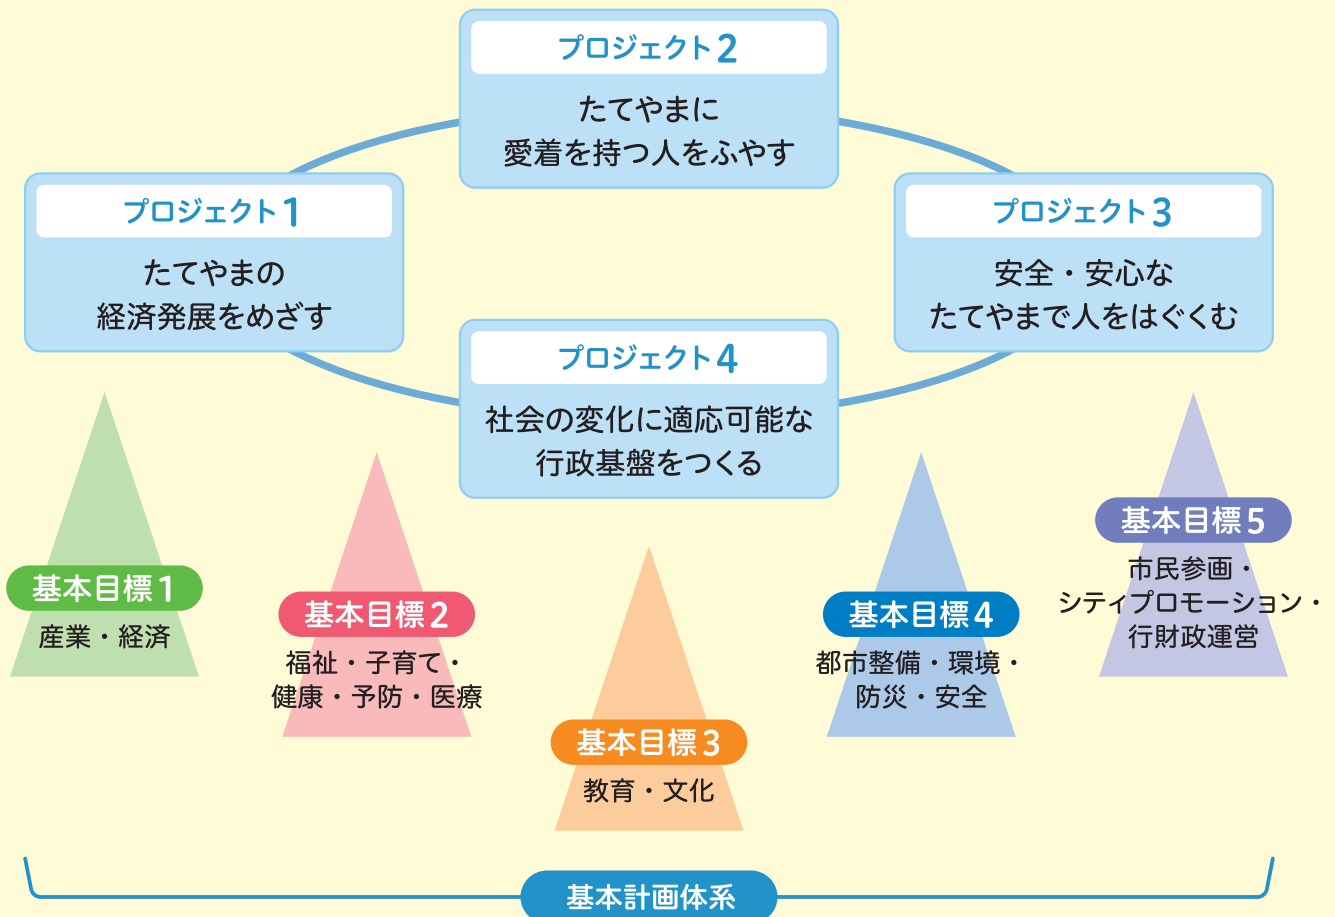 プロジェクト2
たてやまに
愛着を持つ人をふやす
プロジェクト1
たてやまの
経済発展をめざす
プロジェクト3
安全・安心な
たてやまで人をはぐくむ
プロジェクト4
社会の変化に適応可能な
行政基盤をつくる
基本目標1
産業・経済
基本目標2
福祉・子育て・
健康・予防・医療
基本目標3
教育・文化
基本目標4
都市整備・環境・
防災・安全
基本目標5
市民参画・
シティプロモーション・
行財政運営
基本計画体系